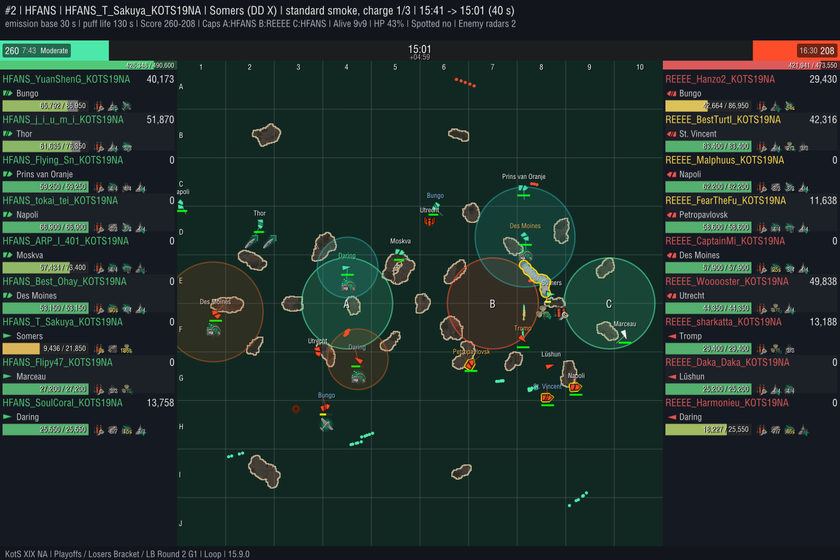 #2 | HFANS | HFANS_T_Sakuya_KOTS19NA | Somers (DD X) | standard smoke, charge 1/3 | 15:41 -> 15:01 (40 s)
emission base 30 s | puff life 130 s | Score 260-208 | Caps A:HFANS B:REEEE C:HFANS | Alive 9v9 | HP 43% | Spotted no | Enemy radars 2
260 7:43 Moderate
15:01
+04:59
16:30 208
HFANS_YuanShenG_KOTS19NA 40,173
Bungo
HFANS_j_i_u_m_i_KOTS19NA 51,870
Thor
HFANS_Flying_Sn_KOTS19NA 0
Prins van Oranje
HFANS_tokai_tei_KOTS19NA 0
Napoli
HFANS_ARP_I_401_KOTS19NA 0
Moskva
HFANS_Best_Ohay_KOTS19NA 0
Des Moines
HFANS_T_Sakuya_KOTS19NA 0
Somers
9,436 / 21,850
HFANS_Flipy47_KOTS19NA 0
Marceau
HFANS_SoulCoral_KOTS19NA 13,758
Daring
1 2 3 4 5 6 7 8 9 10
A
B
C
D
E
F
G
H
I
J
Prins van Oranje
Bungo
Utrecht
Thor
Des Moines
Moskva
Daring
Des Moines
A
B
C
Marceau
Tromp
Utrecht
Daring
Petropavlovsk
Lüshun
Napoli
St. Vincent
Bungo
REEEE_Hanzo2_KOTS19NA 29,430
Bungo
REEEE_BestTurtl_KOTS19NA 42,316
St. Vincent
REEEE_Malphuus_KOTS19NA 0
Napoli
REEEE_FearTheFu_KOTS19NA 11,638
Petropavlovsk
REEEE_CaptainMi_KOTS19NA 0
Des Moines
REEEE_Wooooster_KOTS19NA 49,838
Utrecht
REEEE_sharkatta_KOTS19NA 13,188
Tromp
REEEE_Daka_Daka_KOTS19NA 0
Lüshun
REEEE_Harmonieu_KOTS19NA 0
Daring
18,227 / 25,550
KotS XIX NA | Playoffs / Losers Bracket / LB Round 2 G1 | Loop | 15.9.0